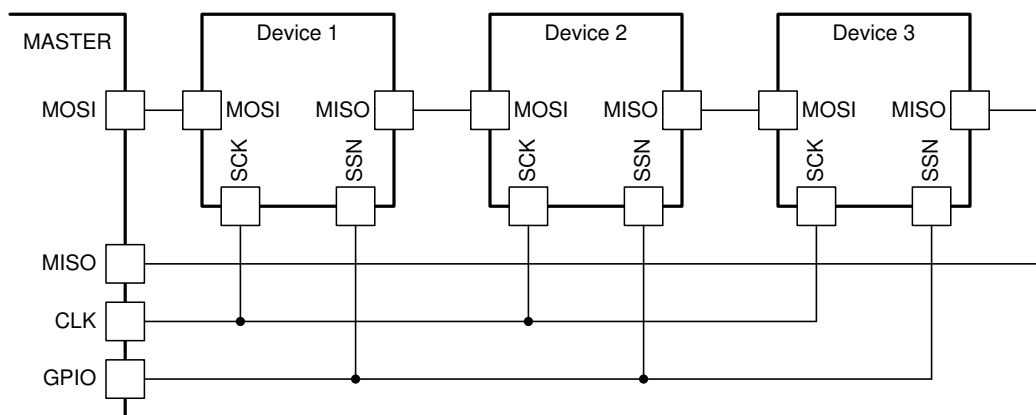 MASTER
Device 1
Device 2
Device 3
MOSI
MOSI
MISO
MOSI
MISO
MOSI
MISO
SCK
SSN
SCK
SSN
SCK
SSN
MISO
CLK
GPIO